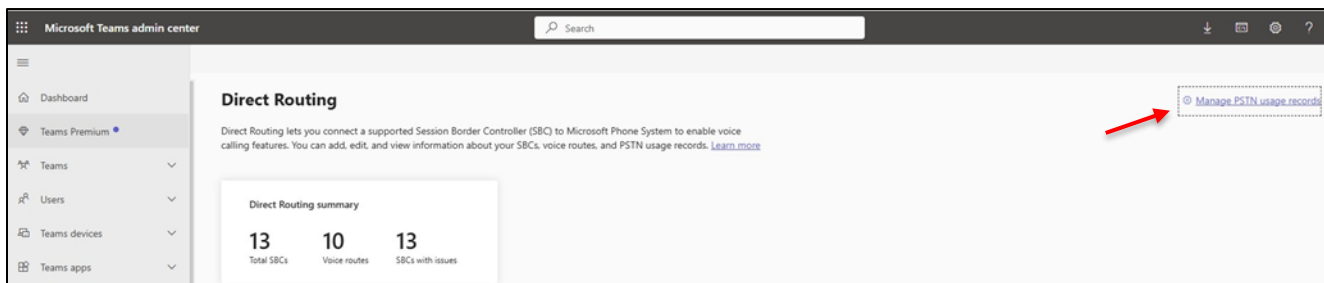 Microsoft Teams admin center
Search
?
Dashboard
Teams Premium
Teams
Users
Teams devices
Teams apps
Direct Routing
Manage PSTN usage records
Direct Routing lets you connect a supported Session Border Controller (SBC) to Microsoft Phone System to enable voice
calling features. You can add, edit, and view information about your SBCs, voice routes, and PSTN usage records. Learn more
Direct Routing summary
13 10 13
Total SBCs Voice routes SBCs with issues